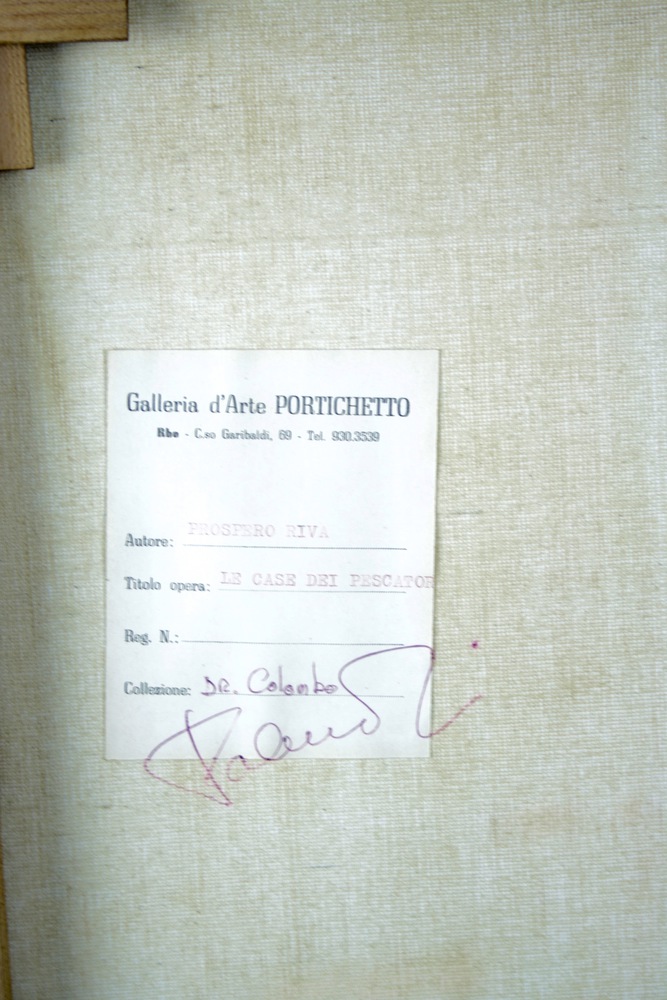 Galleria d'Arte PORTICHETTO
Rho - C.so Garibaldi, 69 - Tel. 930.3539
Autore: PROSPERO RIVA
Titolo opera: LE CASE DEI PESCATOR
Reg. N.:
Collezione: DR. Colombo